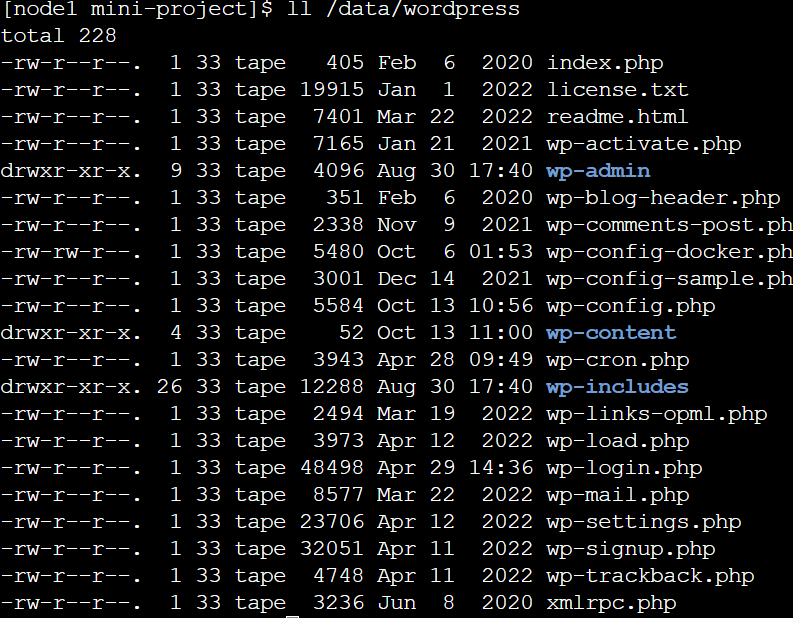 [node1 mini-project]$ ll /data/wordpress
total 228
-rw-r--r--.  1 33 tape   405 Feb  6  2020 index.php
-rw-r--r--.  1 33 tape 19915 Jan  1  2022 license.txt
-rw-r--r--.  1 33 tape  7401 Mar 22  2022 readme.html
-rw-r--r--.  1 33 tape  7165 Jan 21  2021 wp-activate.php
drwxr-xr-x.  9 33 tape  4096 Aug 30 17:40 wp-admin
-rw-r--r--.  1 33 tape   351 Feb  6  2020 wp-blog-header.php
-rw-r--r--.  1 33 tape  2338 Nov  9  2021 wp-comments-post.ph
-rw-rw-r--.  1 33 tape  5480 Oct  6 01:53 wp-config-docker.ph
-rw-r--r--.  1 33 tape  3001 Dec 14  2021 wp-config-sample.ph
-rw-r--r--.  1 33 tape  5584 Oct 13 10:56 wp-config.php
drwxr-xr-x.  4 33 tape    52 Oct 13 11:00 wp-content
-rw-r--r--.  1 33 tape  3943 Apr 28 09:49 wp-cron.php
drwxr-xr-x. 26 33 tape 12288 Aug 30 17:40 wp-includes
-rw-r--r--.  1 33 tape  2494 Mar 19  2022 wp-links-opml.php
-rw-r--r--.  1 33 tape  3973 Apr 12  2022 wp-load.php
-rw-r--r--.  1 33 tape 48498 Apr 29 14:36 wp-login.php
-rw-r--r--.  1 33 tape  8577 Mar 22  2022 wp-mail.php
-rw-r--r--.  1 33 tape 23706 Apr 12  2022 wp-settings.php
-rw-r--r--.  1 33 tape 32051 Apr 11  2022 wp-signup.php
-rw-r--r--.  1 33 tape  4748 Apr 11  2022 wp-trackback.php
-rw-r--r--.  1 33 tape  3236 Jun  8  2020 xmlrpc.php